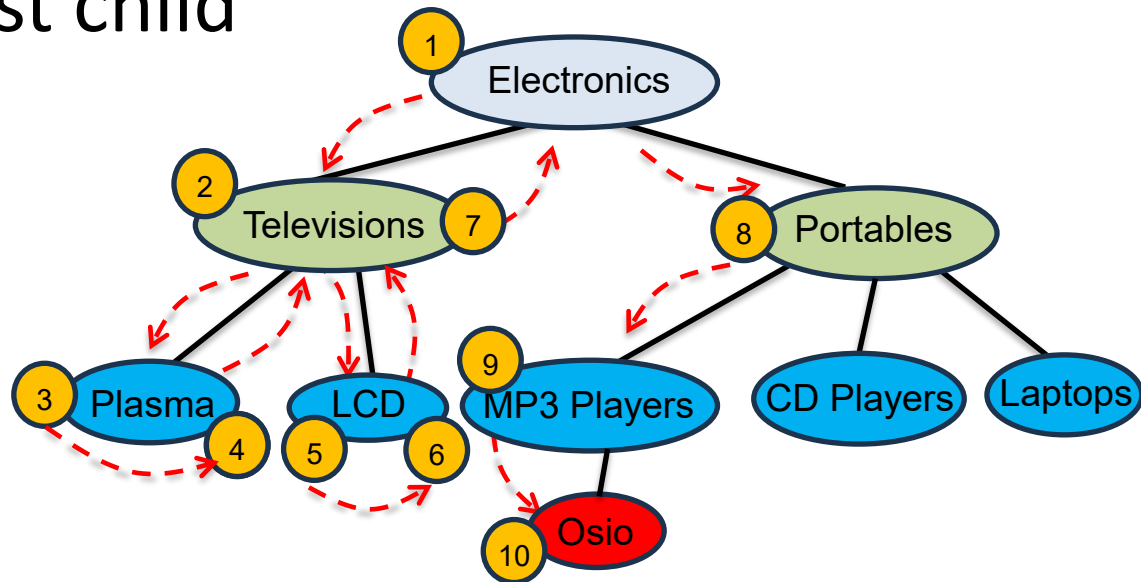 st child
1
Electronics
2
Televisions
7
8
Portables
3
Plasma
4
LCD
5
6
9
MP3 Players
CD Players
Laptops
10
Osio